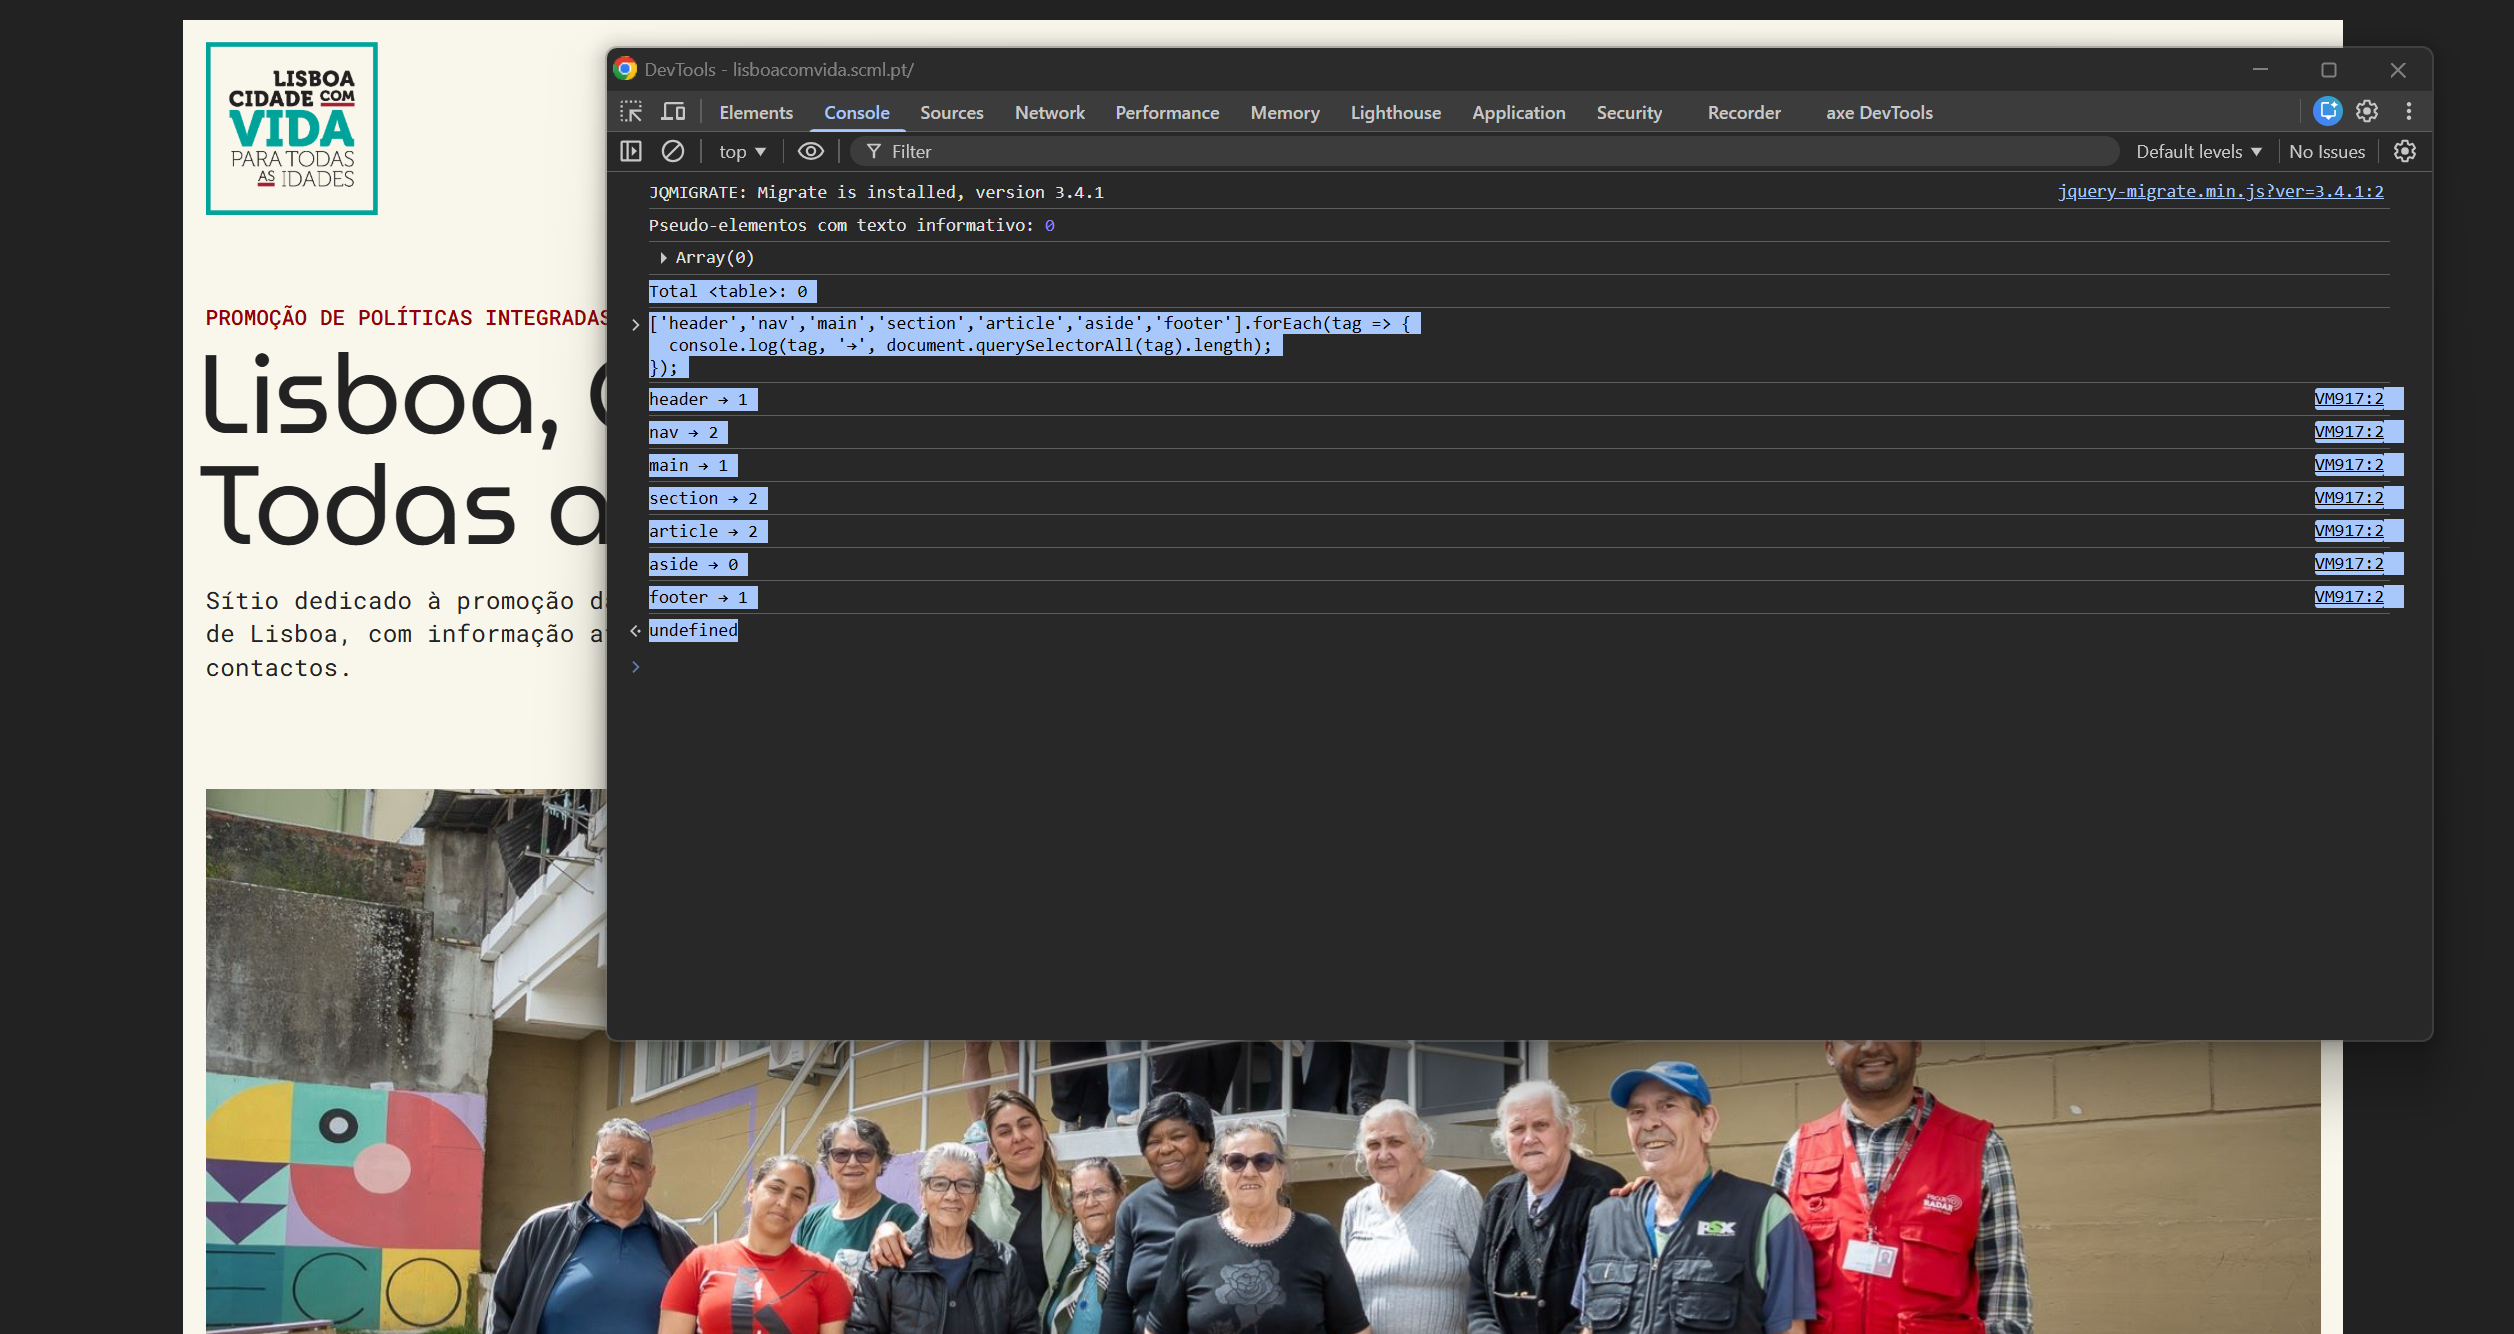 LISBOA
CIDADE COM
VIDA
PARA TODAS
AS IDADES
PROMOÇÃO DE POLÍTICAS INTEGRADAS
Lisboa,
Todas a
Sítio dedicado à promoção d
de Lisboa, com informação a
contactos.
DevTools - lisboacomvida.scml.pt/
Elements Console Sources Network Performance Memory Lighthouse Application Security Recorder axe DevTools
top Filter Default levels No Issues
JQMIGRATE: Migrate is installed, version 3.4.1 jquery-migrate.min.js?ver=3.4.1:2
Pseudo-elementos com texto informativo: 0
Array(0)
Total <table>: 0
['header','nav','main','section','article','aside','footer'].forEach(tag => {
console.log(tag, '→', document.querySelectorAll(tag).length);
});
header → 1 VM917:2
nav → 2 VM917:2
main → 1 VM917:2
section → 2 VM917:2
article → 2 VM917:2
aside → 0 VM917:2
footer → 1 VM917:2
undefined
PSX
RADAR
ECO